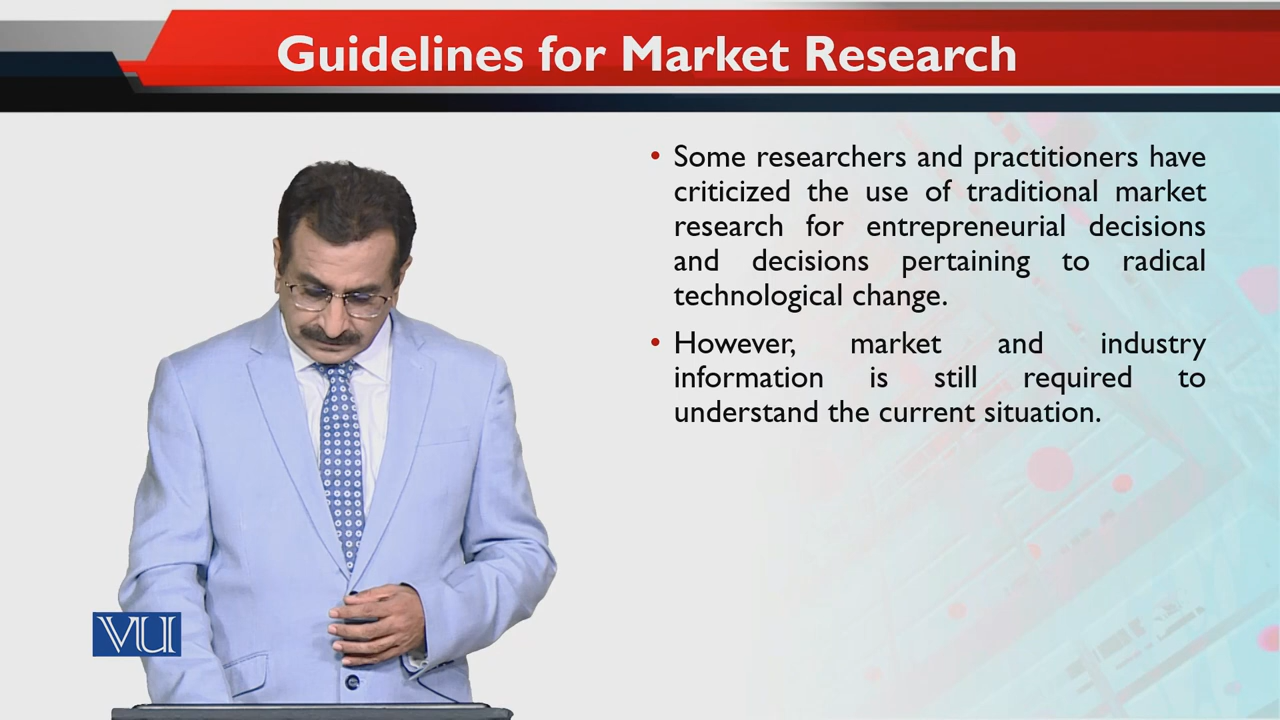 Guidelines for Market Research
• Some researchers and practitioners have
criticized the use of traditional market
research for entrepreneurial decisions
and decisions pertaining to radical
technological change.
• However, market and industry
information is still required to
understand the current situation.
VU